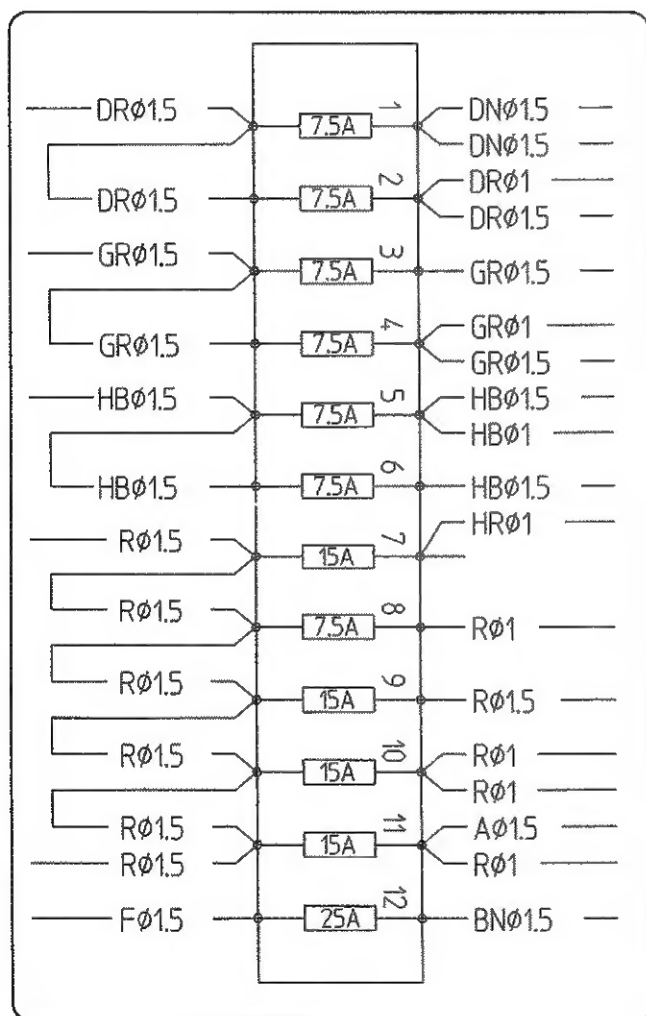 DRØ1.5 1 DNØ1.5
7.5A
DNØ1.5
2 DRØ1
DRØ1.5 7.5A
DRØ1.5
GRØ1.5 3
7.5A GRØ1.5
4 GRØ1
GRØ1.5 7.5A
GRØ1.5
HBØ1.5 5 HBØ1.5
7.5A
HBØ1
6
HBØ1.5 7.5A HBØ1.5
HRØ1
RØ1.5 7
15A
RØ1.5 8
7.5A RØ1
RØ1.5 9
15A RØ1.5
RØ1.5 10 RØ1
15A
RØ1
RØ1.5 11 AØ1.5
15A
RØ1.5 RØ1
12
FØ1.5 25A BNØ1.5